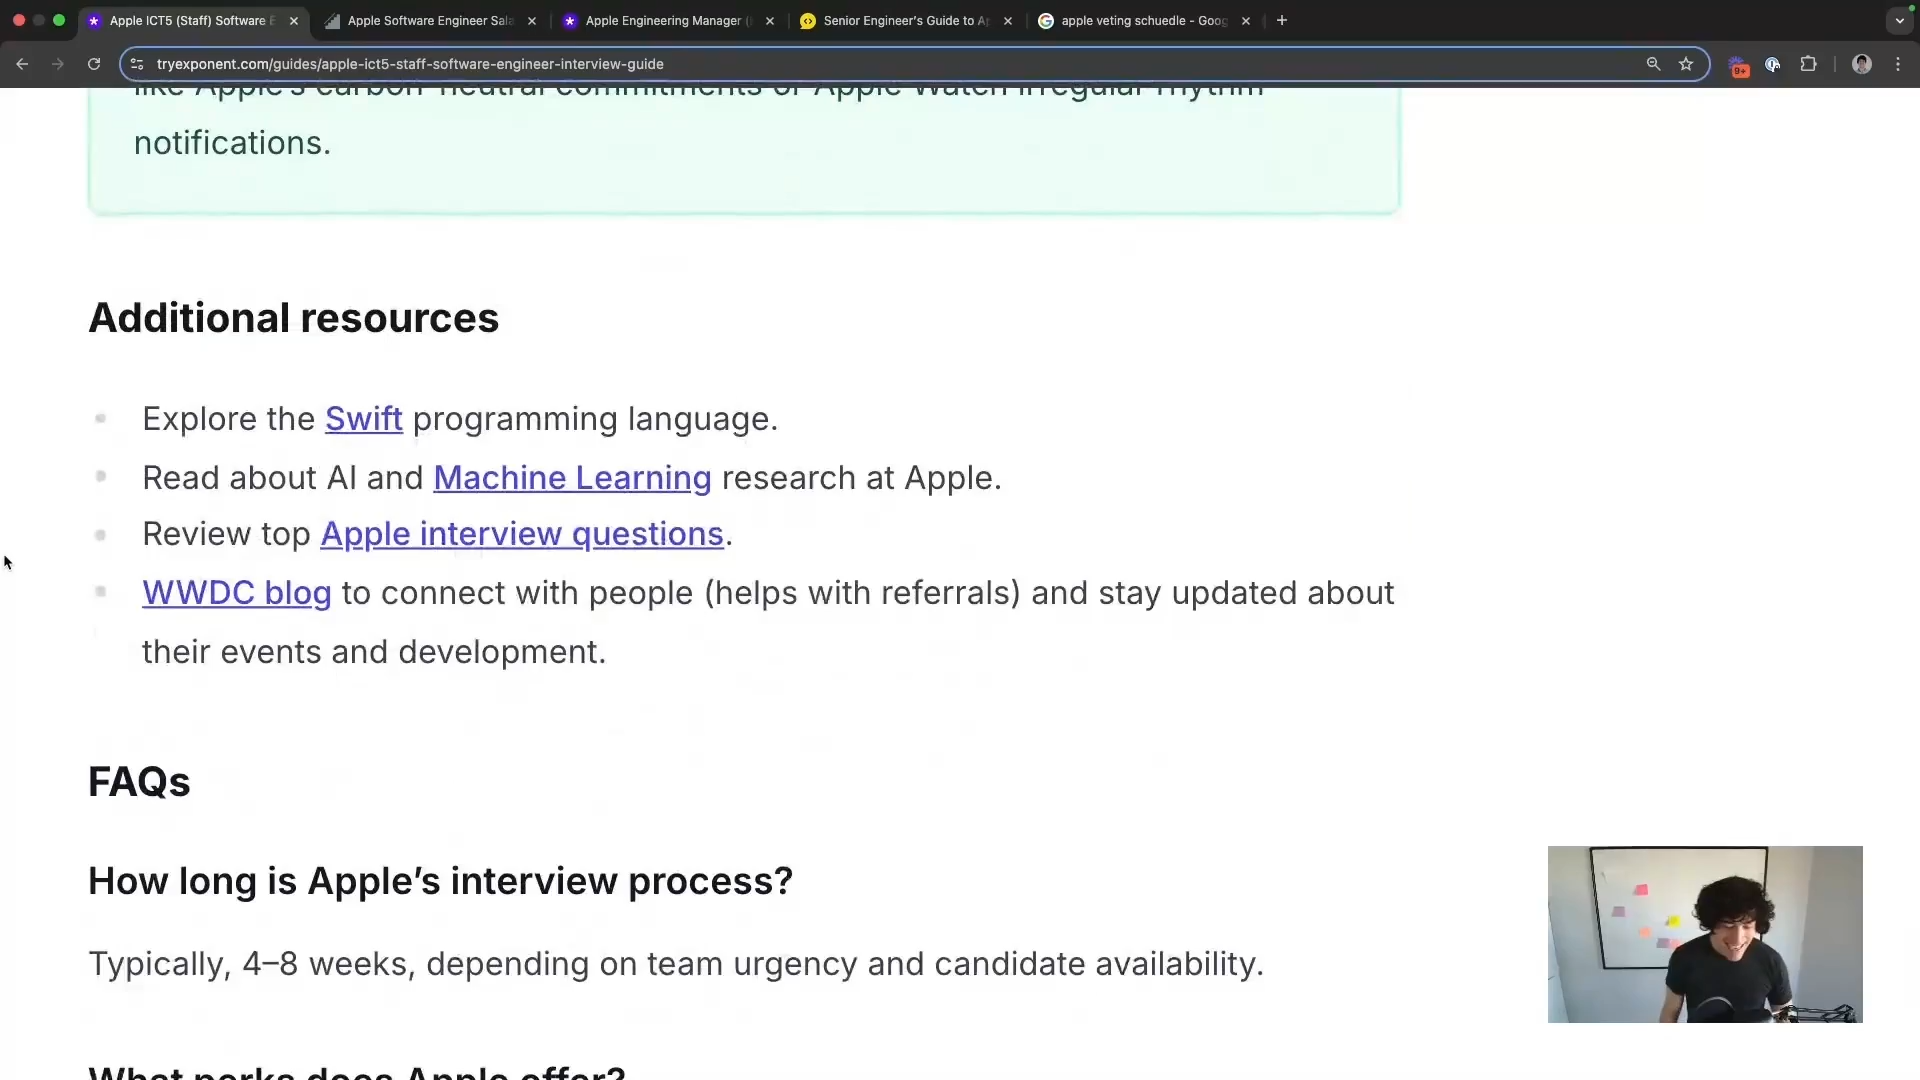 Apple ICT5 (Staff) Software E
Apple Software Engineer Sala
Apple Engineering Manager (
Senior Engineer's Guide to Ap
apple veting schuedle - Goog
tryexponent.com/guides/apple-ict5-staff-software-engineer-interview-guide
9+
like Apple's carbon-neutral commitments or Apple Watch irregular rhythm
notifications.
Additional resources
Explore the Swift programming language.
Read about AI and Machine Learning research at Apple.
Review top Apple interview questions.
WWDC blog to connect with people (helps with referrals) and stay updated about
their events and development.
FAQs
How long is Apple’s interview process?
Typically, 4–8 weeks, depending on team urgency and candidate availability.
What perks does Apple offer?